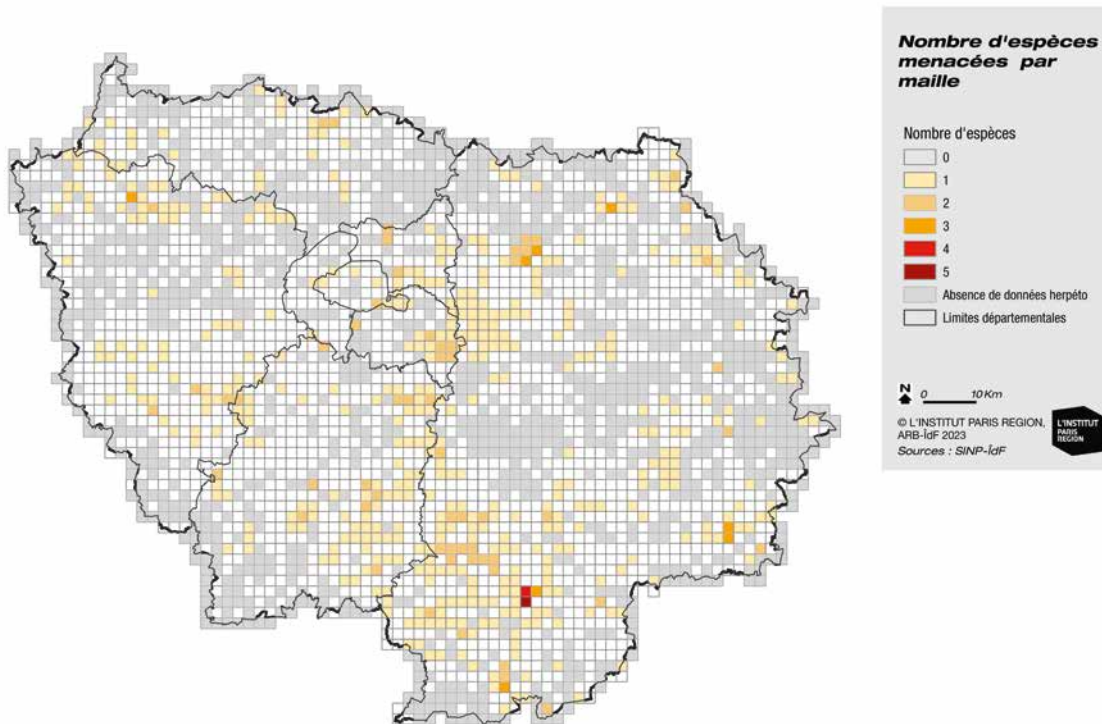 Nombre d'espèces
menacées par
maille
Nombre d'espèces
0
1
2
3
4
5
Absence de données herpéto
Limites départementales
N
0 10 Km
© L'INSTITUT PARIS REGION,
ARB-ÎdF 2023
Sources : SINP-ÎdF
L'INSTITUT
PARIS
REGION